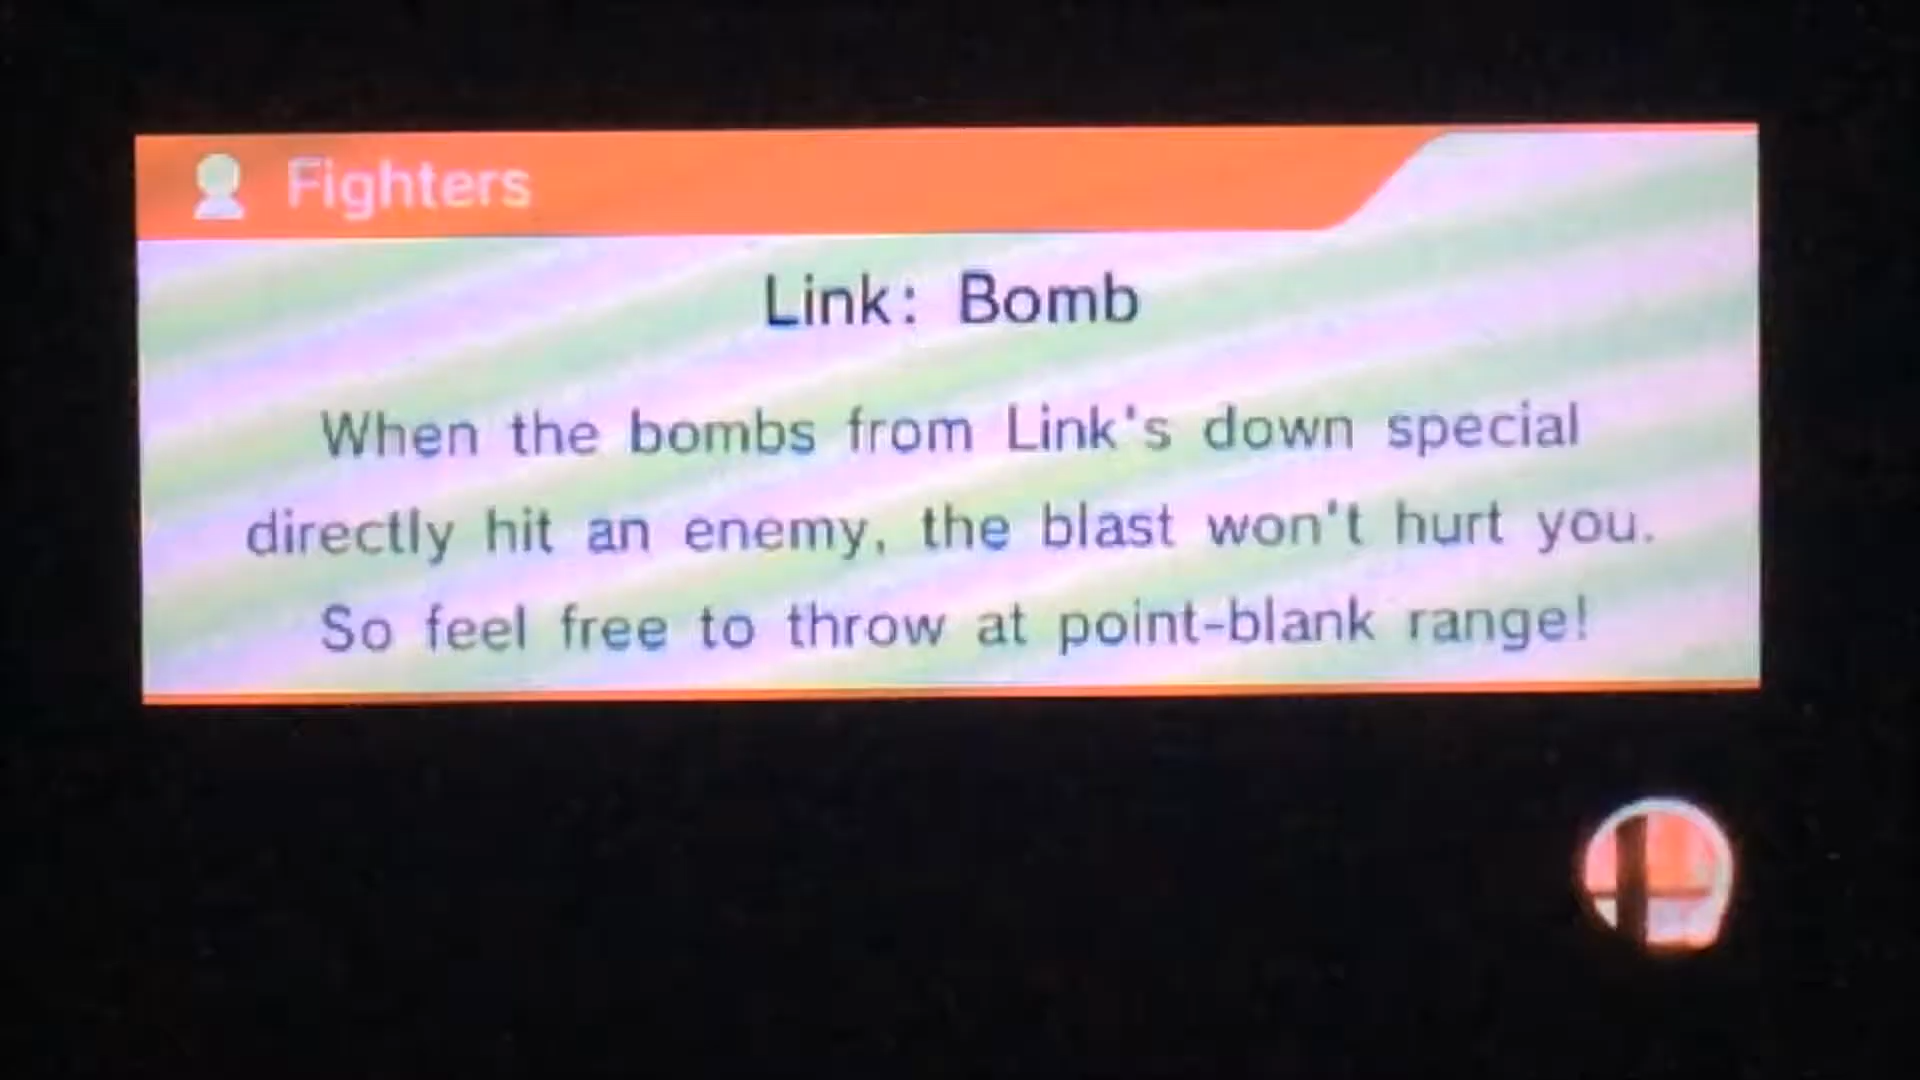 Fighters
Link: Bomb
When the bombs from Link's down special
directly hit an enemy, the blast won't hurt you.
So feel free to throw at point-blank range!